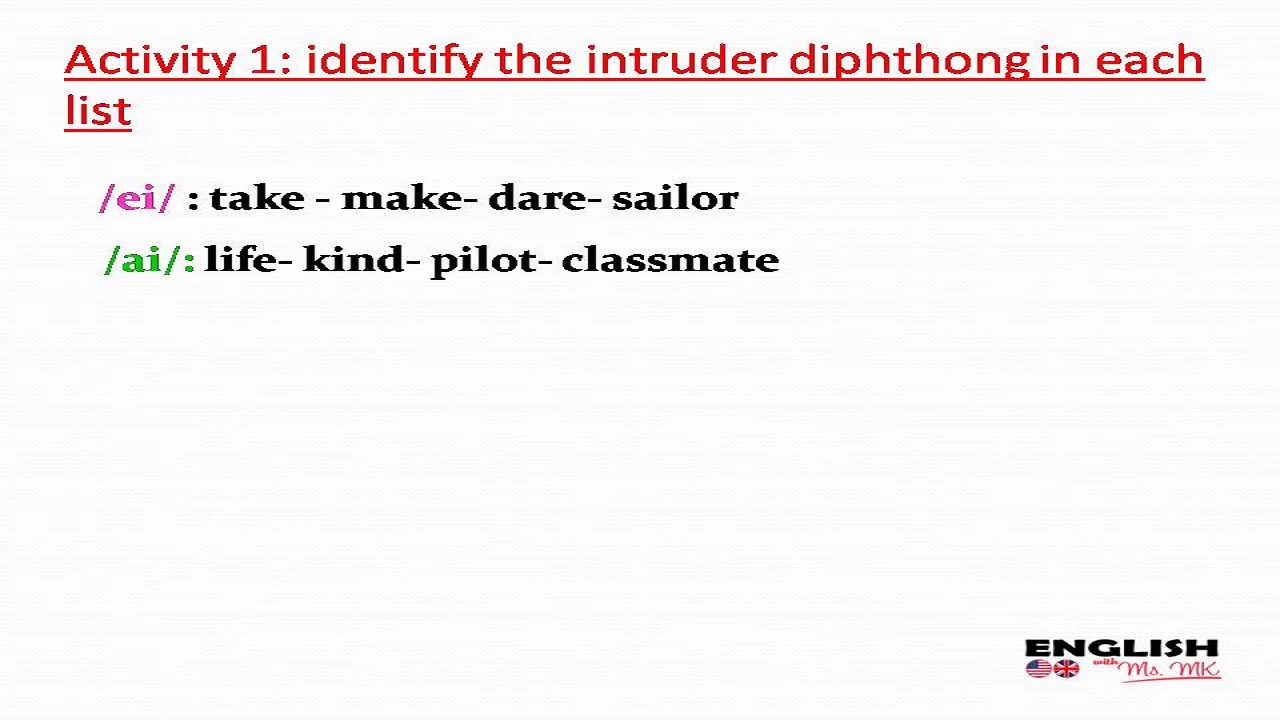 Activity 1: identify the intruder diphthong in each
list
/ei/ : take - make- dare- sailor
/ai/: life- kind- pilot- classmate
ENGLISH
with Ms. MK